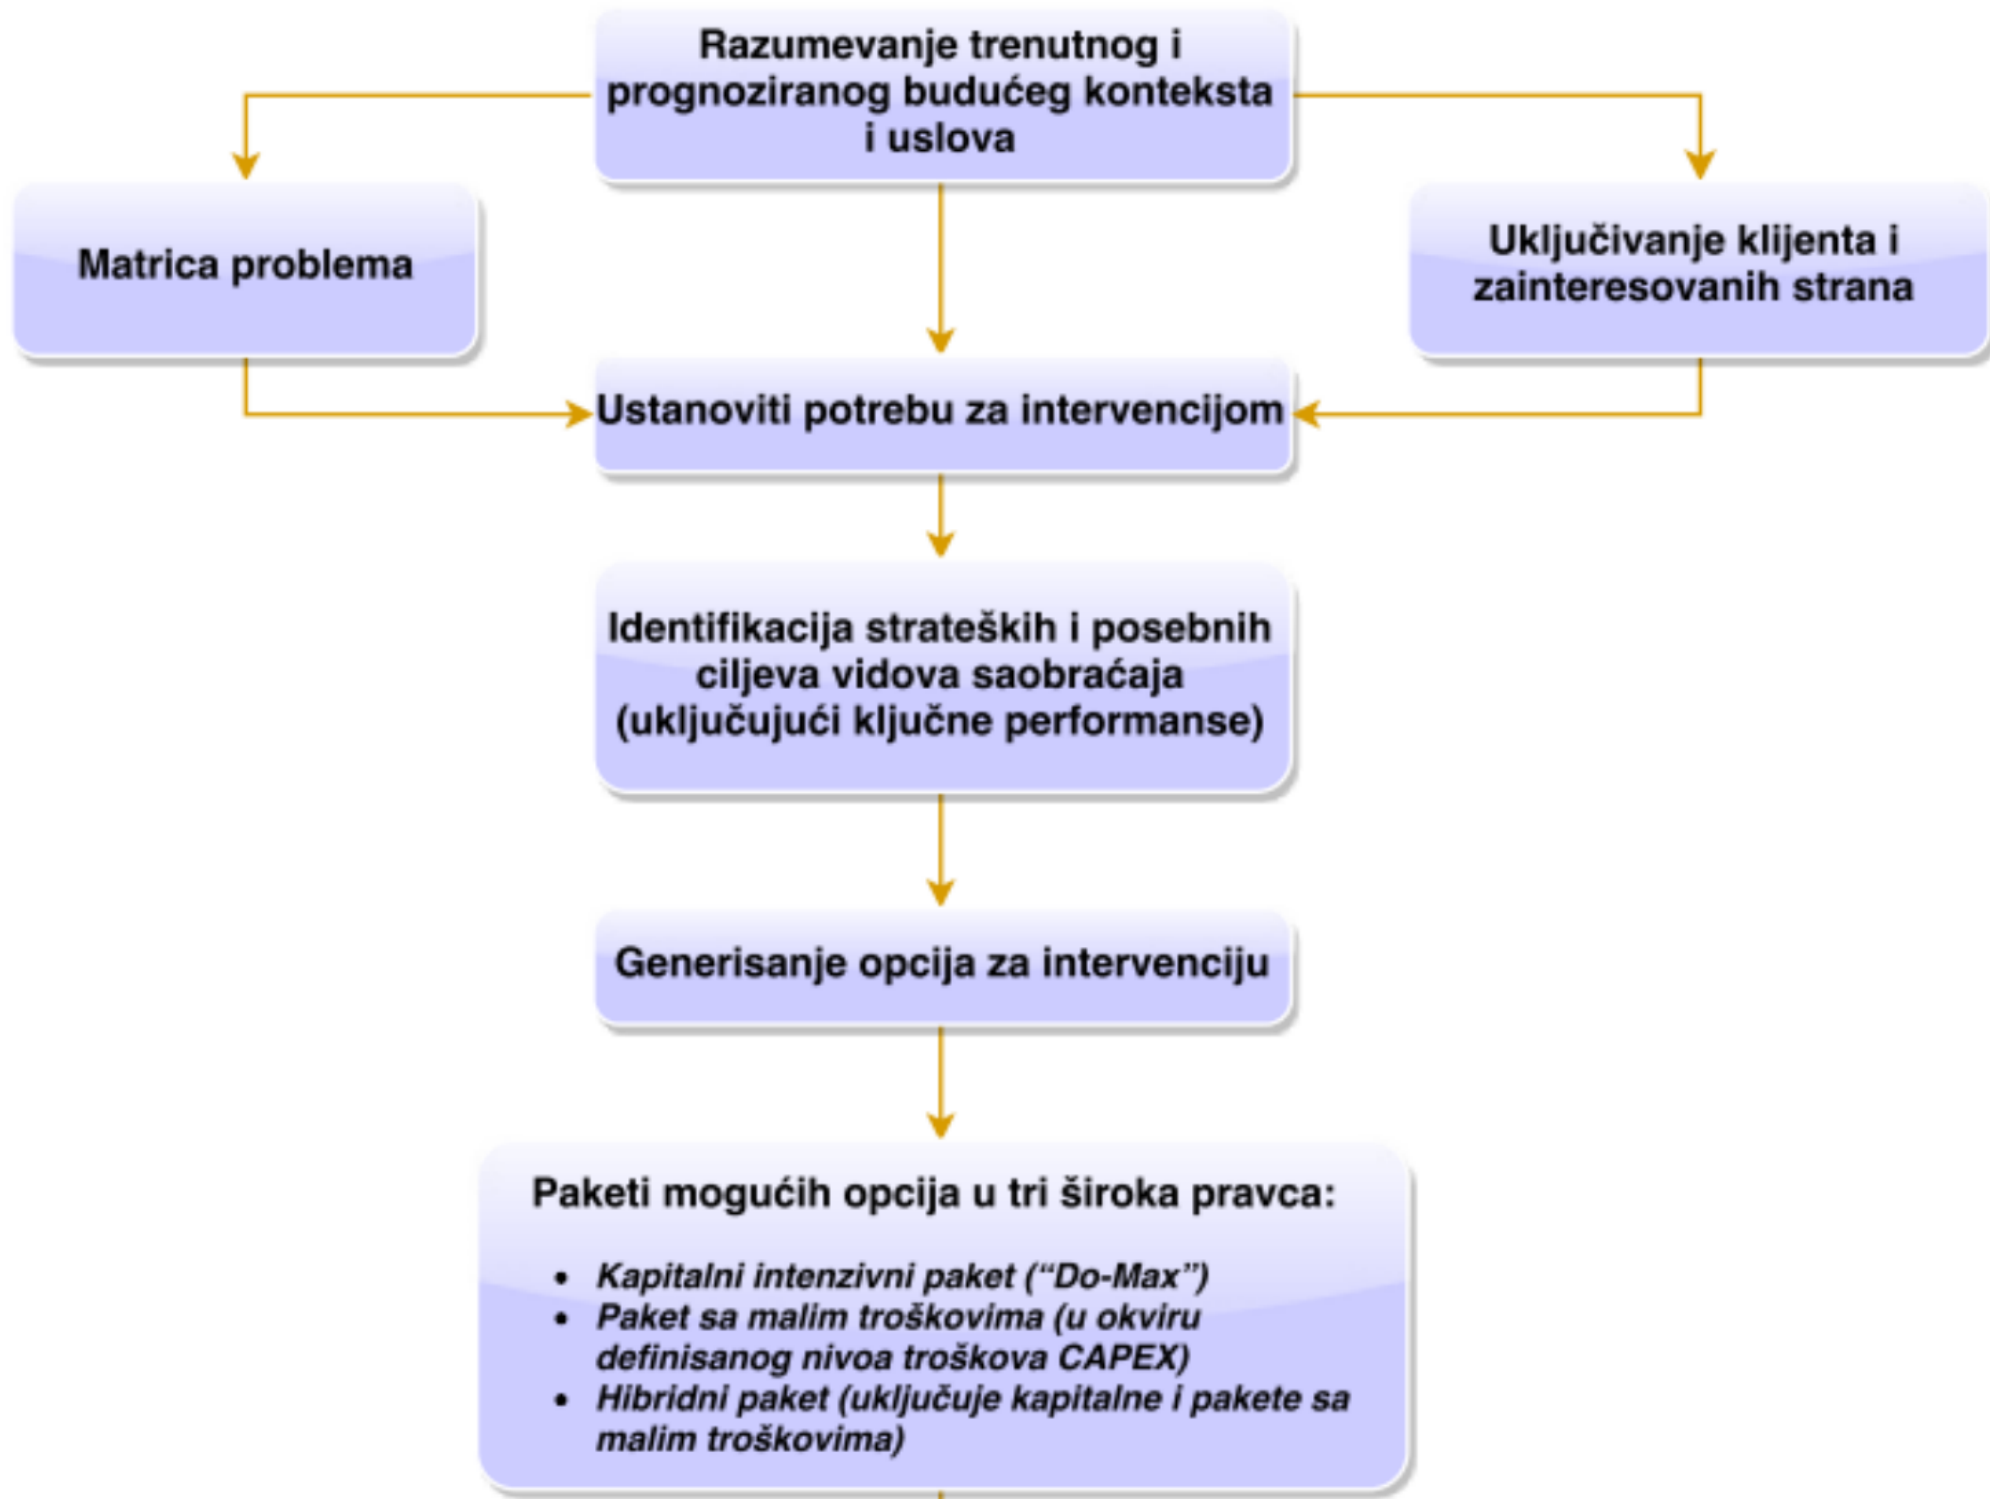 Razumevanje trenutnog i
prognoziranog budućeg konteksta
i uslova
Matrica problema
Uključivanje klijenta i
zainteresovanih strana
Ustanoviti potrebu za intervencijom
Identifikacija strateških i posebnih
ciljeva vidova saobraćaja
(uključujući ključne performanse)
Generisanje opcija za intervenciju
Paketi mogućih opcija u tri široka pravca:
• Kapitalni intenzivni paket (“Do-Max”)
• Paket sa malim troškovima (u okviru
definisanog nivoa troškova CAPEX)
• Hibridni paket (uključuje kapitalne i pakete sa
malim troškovima)